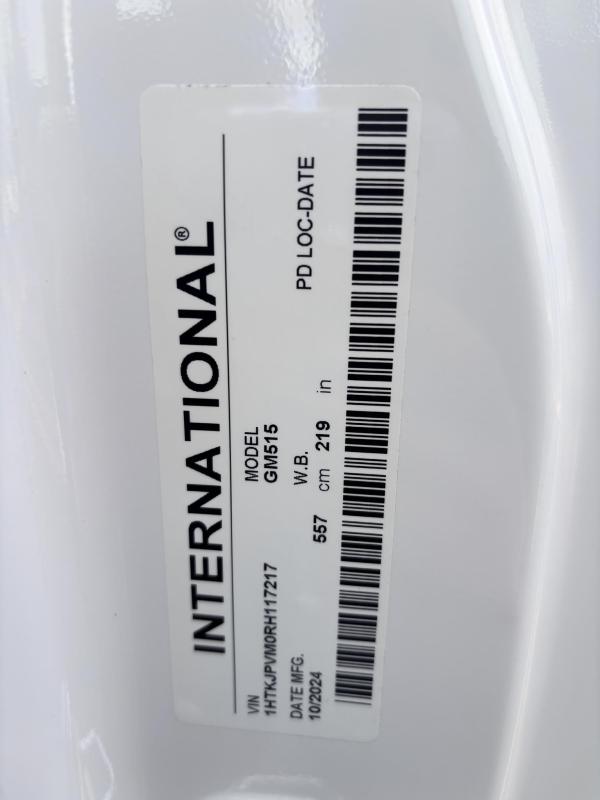 INTERNATIONAL®
VIN MODEL
1HTKJPVM0RH117217 GM515
DATE MFG. W.B. PD LOC-DATE
10/2024 557 cm 219 in